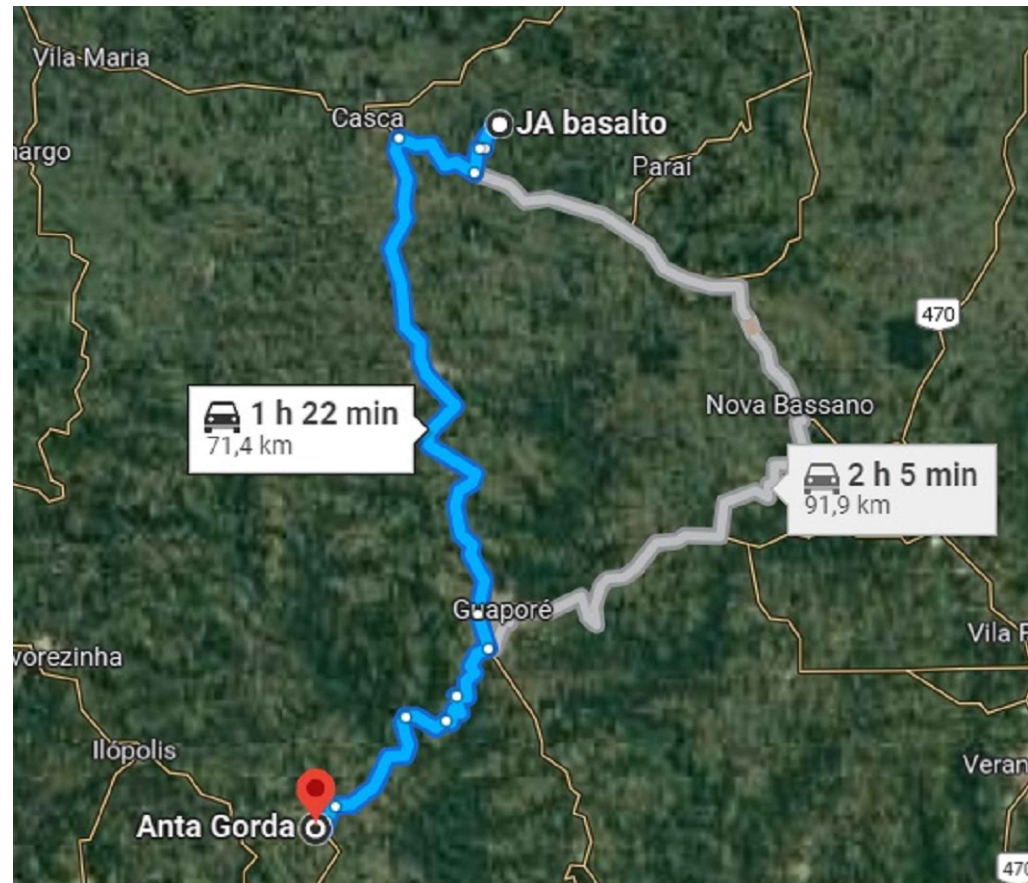 Vila Maria
Casca
JA basalto
nargo
Paraí
470
1 h 22 min
71,4 km
Nova Bassano
2 h 5 min
91,9 km
Guaporé
Vila F
vorezinha
Ilópolis
Veran
Anta Gorda
470